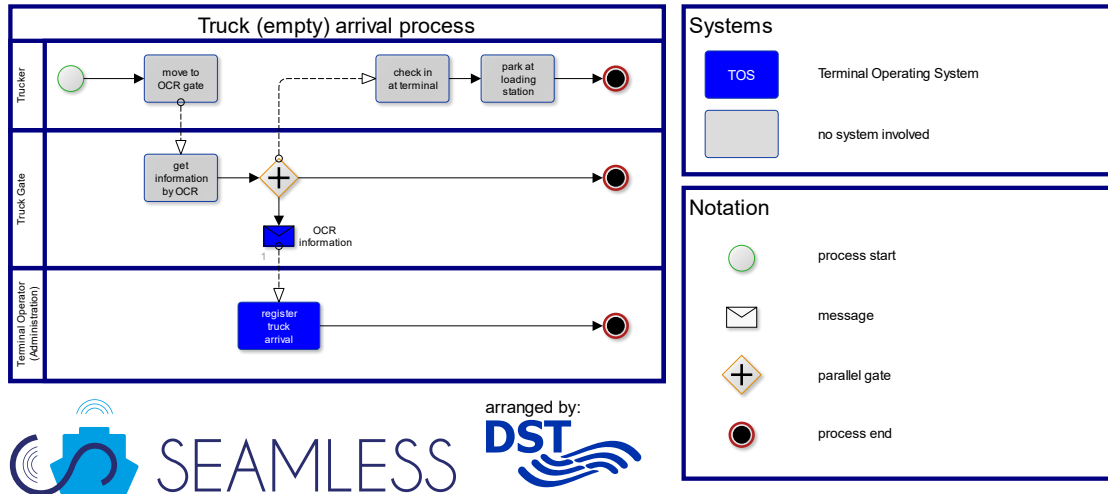 Truck (empty) arrival process
Trucker
move to
OCR gate
check in
at terminal
park at
loading
station
Truck Gate
get
information
by OCR
OCR
information
1
Terminal Operator
(Administration)
register
truck
arrival
Systems
TOS
Terminal Operating System
no system involved
Notation
process start
message
parallel gate
process end
SEAMLESS
arranged by:
DST